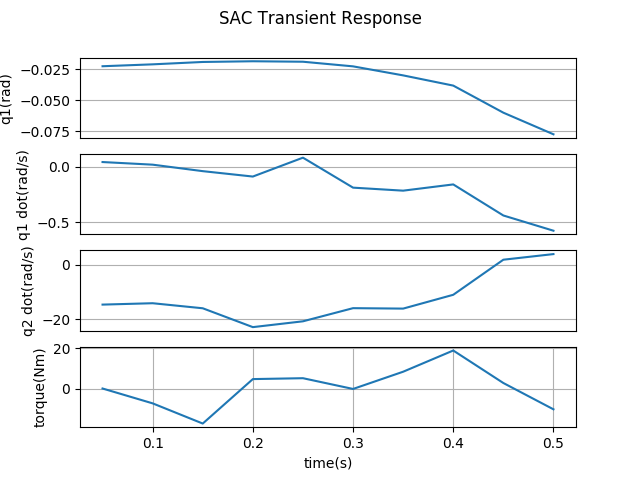 SAC Transient Response
−0.025
−0.050
−0.075
q1(rad)
0.0
−0.5
q1 dot(rad/s)
0
−20
q2 dot(rad/s)
20
0
torque(Nm)
0.1 0.2 0.3 0.4 0.5
time(s)